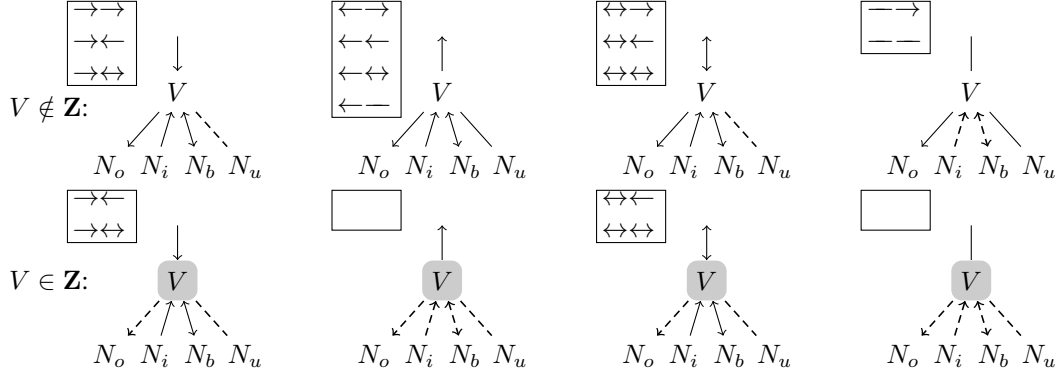 →→ ←→ ↔→ —→
→← ←← ↔← ——
→↔ ←↔ ↔↔
V V V V
V ∉ Z: ←—
N_o N_i N_b N_u N_o N_i N_b N_u N_o N_i N_b N_u N_o N_i N_b N_u
→← ↔←
→↔ ↔↔
V ∈ Z: V V V V
N_o N_i N_b N_u N_o N_i N_b N_u N_o N_i N_b N_u N_o N_i N_b N_u